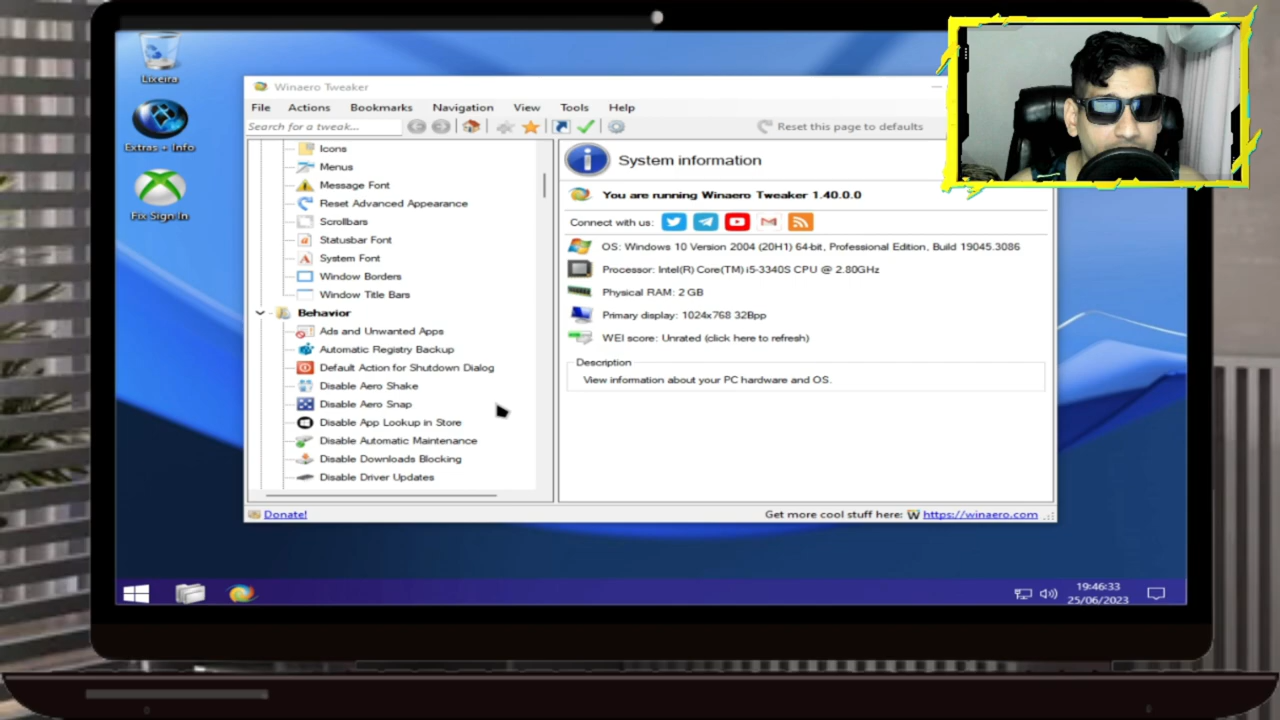 Lixeira
Extras + Info
Fix Sign In
Winaero Tweaker
File Actions Bookmarks Navigation View Tools Help
Search for a tweak...
Reset this page to defaults
Icons
Menus
Message Font
Reset Advanced Appearance
Scrollbars
Statusbar Font
System Font
Window Borders
Window Title Bars
Behavior
Ads and Unwanted Apps
Automatic Registry Backup
Default Action for Shutdown Dialog
Disable Aero Shake
Disable Aero Snap
Disable App Lookup in Store
Disable Automatic Maintenance
Disable Downloads Blocking
Disable Driver Updates
System information
You are running Winaero Tweaker 1.40.0.0
Connect with us:
OS: Windows 10 Version 2004 (20H1) 64-bit, Professional Edition, Build 19045.3086
Processor: Intel(R) Core(TM) i5-3340S CPU @ 2.80GHz
Physical RAM: 2 GB
Primary display: 1024x768 32Bpp
WEI score: Unrated (click here to refresh)
Description
View information about your PC hardware and OS.
Donate!
Get more cool stuff here: W https://winaero.com
19:46:33
25/06/2023